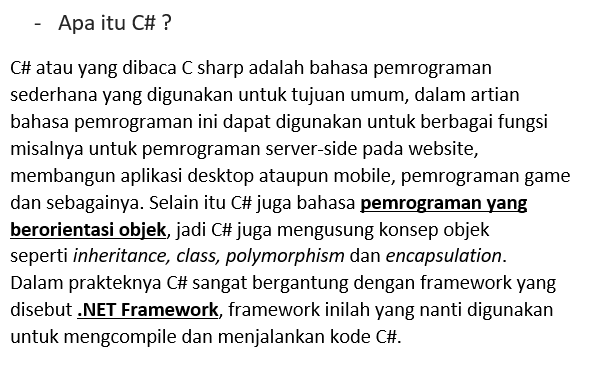 - Apa itu C# ?
C# atau yang dibaca C sharp adalah bahasa pemrograman
sederhana yang digunakan untuk tujuan umum, dalam artian
bahasa pemrograman ini dapat digunakan untuk berbagai fungsi
misalnya untuk pemrograman server-side pada website,
membangun aplikasi desktop ataupun mobile, pemrograman game
dan sebagainya. Selain itu C# juga bahasa pemrograman yang
berorientasi objek, jadi C# juga mengusung konsep objek
seperti inheritance, class, polymorphism dan encapsulation.
Dalam prakteknya C# sangat bergantung dengan framework yang
disebut .NET Framework, framework inilah yang nanti digunakan
untuk mengcompile dan menjalankan kode C#.